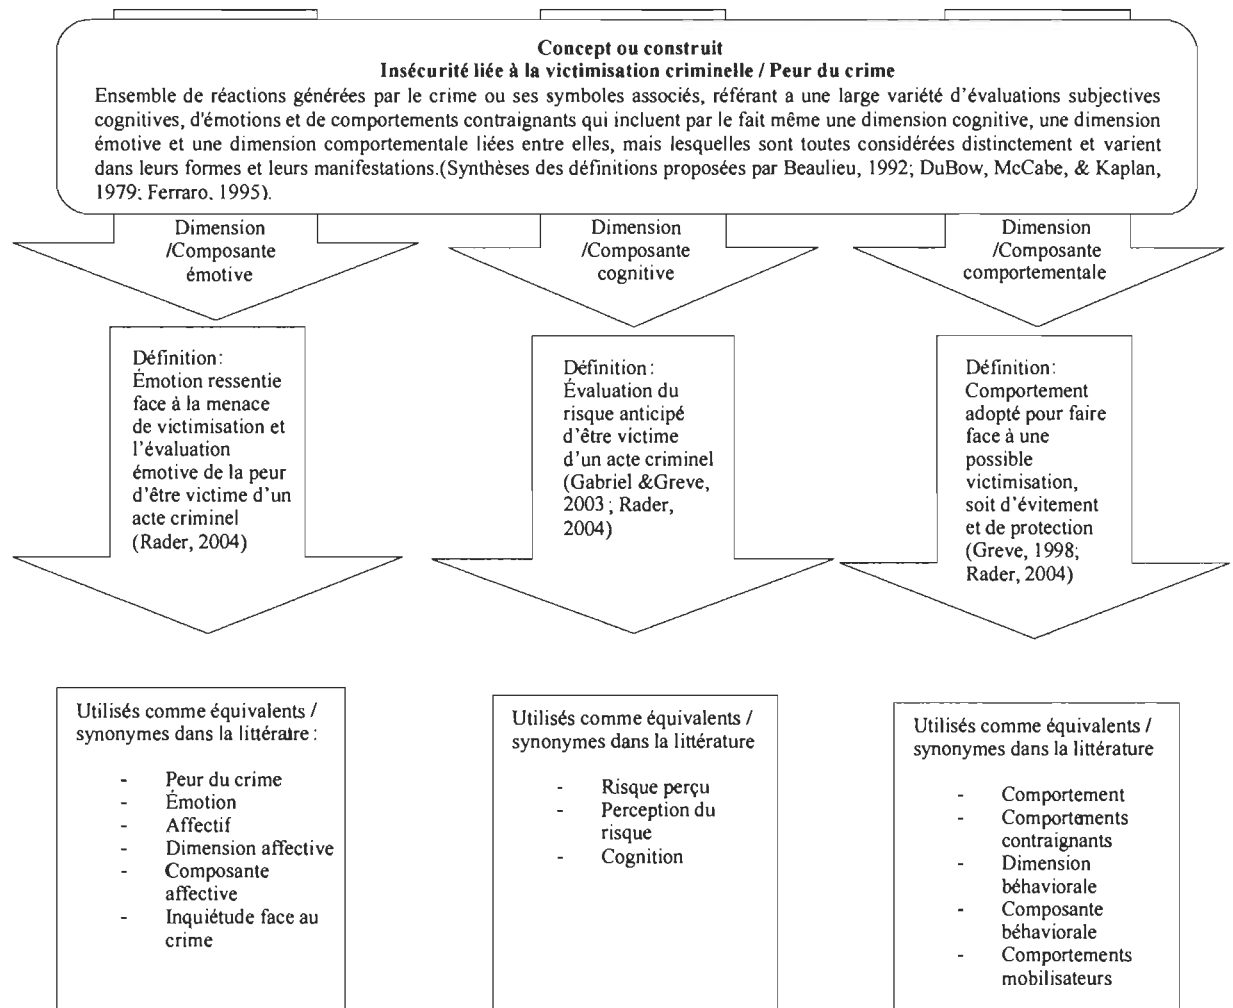 Concept ou construit
Insécurité liée à la victimisation criminelle / Peur du crime
Ensemble de réactions générées par le crime ou ses symboles associés, référant a une large variété d'évaluations subjectives
cognitives, d'émotions et de comportements contraignants qui incluent par le fait même une dimension cognitive, une dimension
émotive et une dimension comportementale liées entre elles, mais lesquelles sont toutes considérées distinctement et varient
dans leurs formes et leurs manifestations.(Synthèses des définitions proposées par Beaulieu, 1992; DuBow, McCabe, & Kaplan,
1979; Ferraro, 1995).
Dimension
/Composante
émotive
Dimension
/Composante
cognitive
Dimension
/Composante
comportementale
Définition:
Émotion ressentie
face à la menace
de victimisation et
l'évaluation
émotive de la peur
d'être victime d'un
acte criminel
(Rader, 2004)
Définition:
Évaluation du
risque anticipé
d'être victime
d'un acte criminel
(Gabriel &Greve,
2003 ; Rader,
2004)
Définition:
Comportement
adopté pour faire
face à une
possible
victimisation,
soit d'évitement
et de protection
(Greve, 1998;
Rader, 2004)
Utilisés comme équivalents /
synonymes dans la littéraire :
- Peur du crime
- Émotion
- Affectif
- Dimension affective
- Composante
affective
- Inquiétude face au
crime
Utilisés comme équivalents /
synonymes dans la littérature
- Risque perçu
- Perception du
risque
- Cognition
Utilisés comme équivalents /
synonymes dans la littérature
- Comportement
- Comportements
contraignants
- Dimension
béhaviorale
- Composante
béhaviorale
- Comportements
mobilisateurs